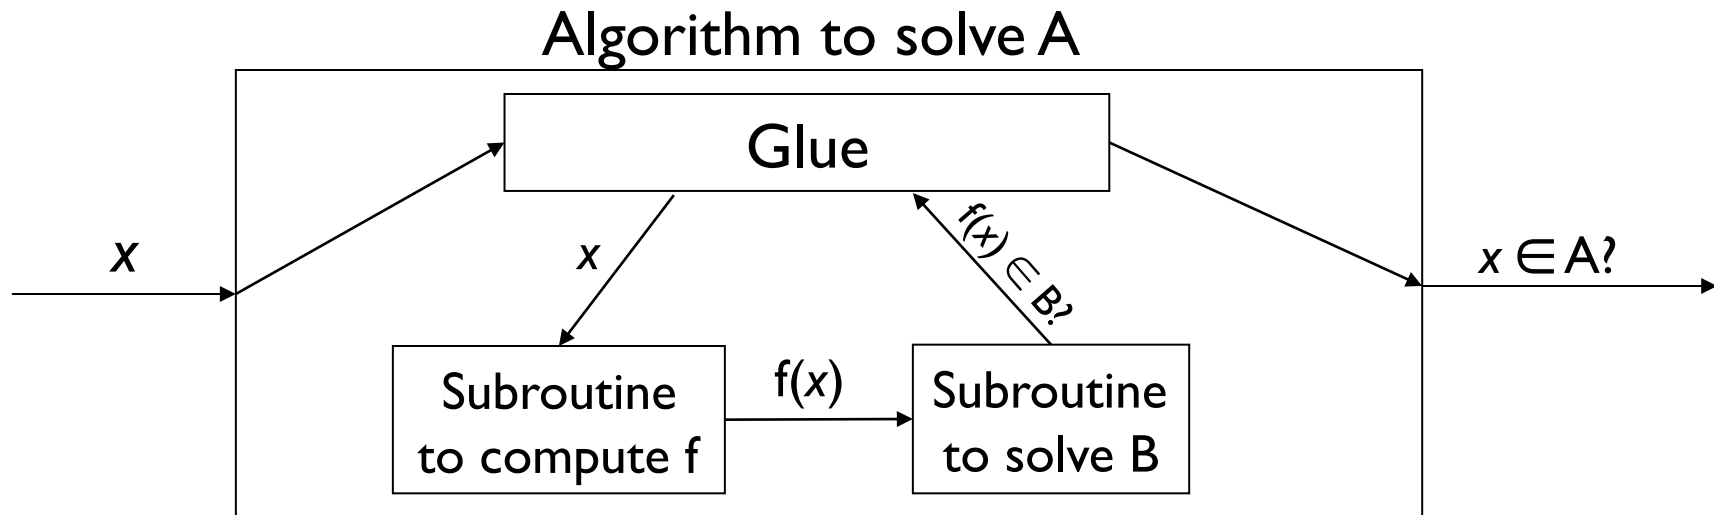 Algorithm to solve A
Glue
x
x
f(x) ∈ B?
x ∈ A?
Subroutine
to compute f
f(x)
Subroutine
to solve B